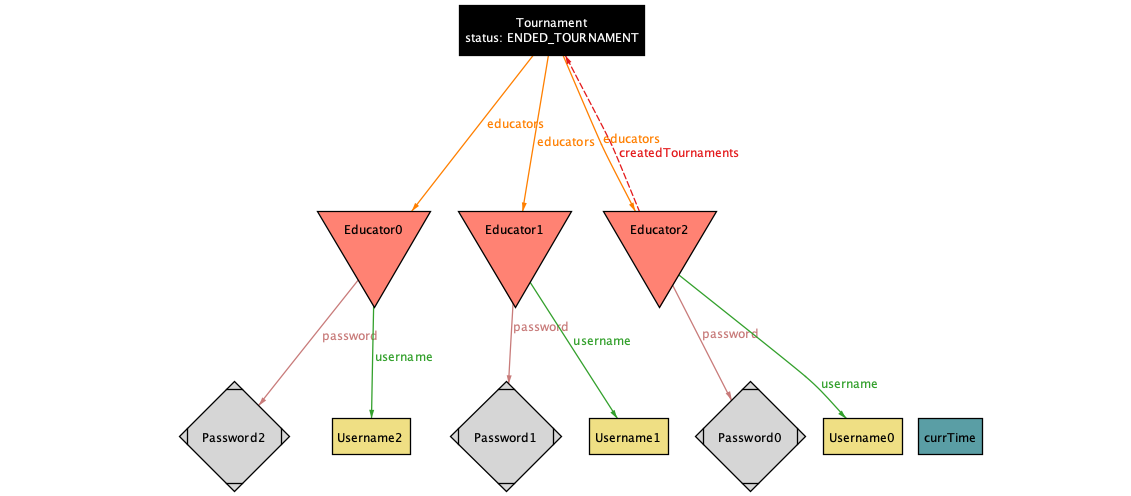 Tournament
status: ENDED_TOURNAMENT
educators
educators
educators
createdTournaments
Educator0
Educator1
Educator2
password
username
password
username
password
username
Password2
Username2
Password1
Username1
Password0
Username0
currTime